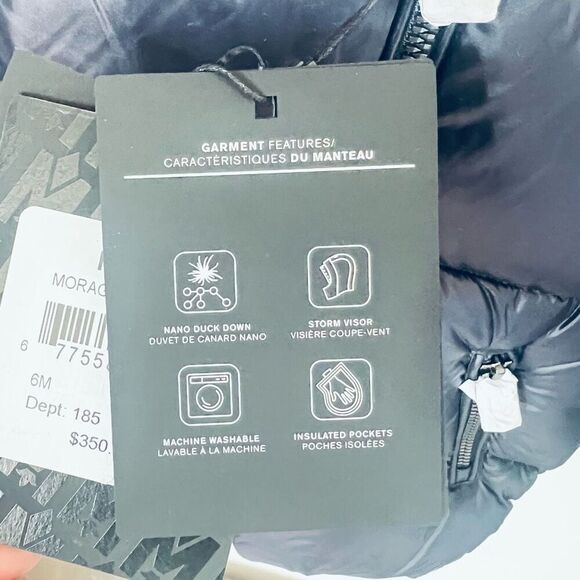 GARMENT FEATURES/
CARACTÉRISTIQUES DU MANTEAU
NANO DUCK DOWN
DUVET DE CANARD NANO
STORM VISOR
VISIÈRE COUPE-VENT
MACHINE WASHABLE
LAVABLE À LA MACHINE
INSULATED POCKETS
POCHES ISOLÉES
6M
Dept: 185
$350.